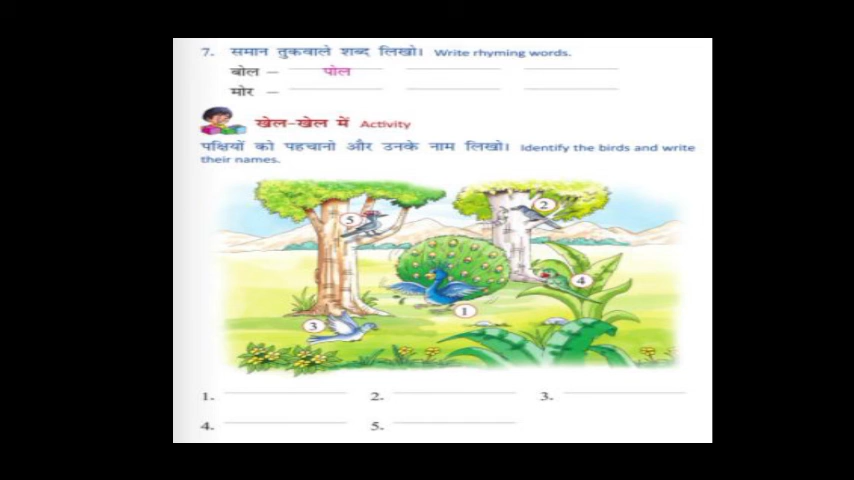 7. समान तुकवाले शब्द लिखो। Write rhyming words.
बोल – पोल
मोर –
खेल-खेल में Activity
पक्षियों को पहचानो और उनके नाम लिखो। Identify the birds and write
their names.
5
2
4
1
3
1. 2. 3.
4. 5.